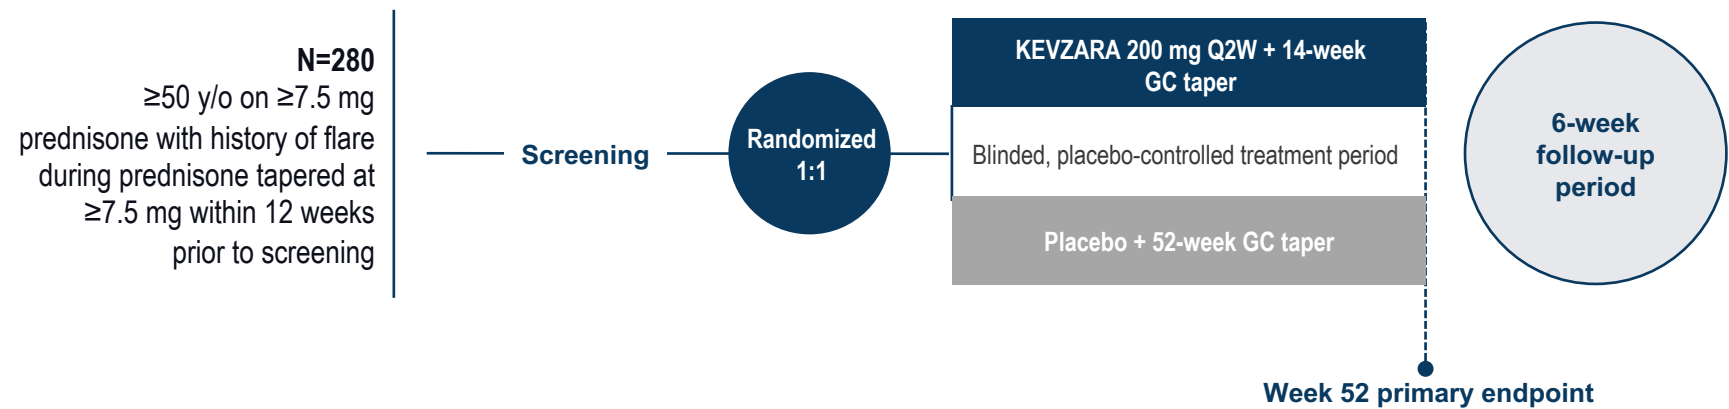 N=280
≥50 y/o on ≥7.5 mg
prednisone with history of flare
during prednisone tapered at
≥7.5 mg within 12 weeks
prior to screening
Screening
Randomized
1:1
KEVZARA 200 mg Q2W + 14-week
GC taper
Blinded, placebo-controlled treatment period
Placebo + 52-week GC taper
6-week
follow-up
period
Week 52 primary endpoint